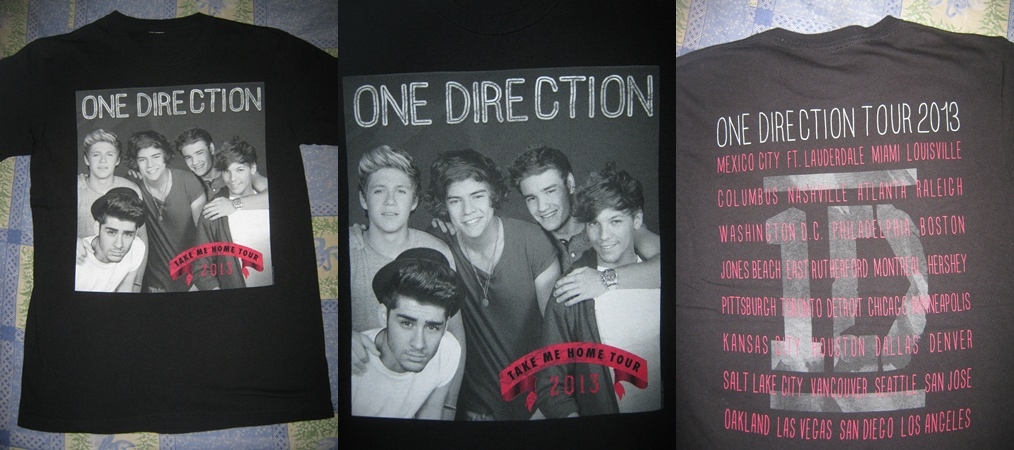 ONE DIRECTION
TAKE ME HOME TOUR
2013
ONE DIRECTION
TAKE ME HOME TOUR
2013
ONE DIRECTION TOUR 2013
MEXICO CITY FT. LAUDERDALE MIAMI LOUISVILLE
COLUMBUS NASHVILLE ATLANTA RALEIGH
WASHINGTON D.C. PHILADELPHIA BOSTON
JONES BEACH EAST RUTHERFORD MONTREAL HERSHEY
PITTSBURGH TORONTO DETROIT CHICAGO MINNEAPOLIS
KANSAS CITY HOUSTON DALLAS DENVER
SALT LAKE CITY VANCOUVER SEATTLE SAN JOSE
OAKLAND LAS VEGAS SAN DIEGO LOS ANGELES
1D